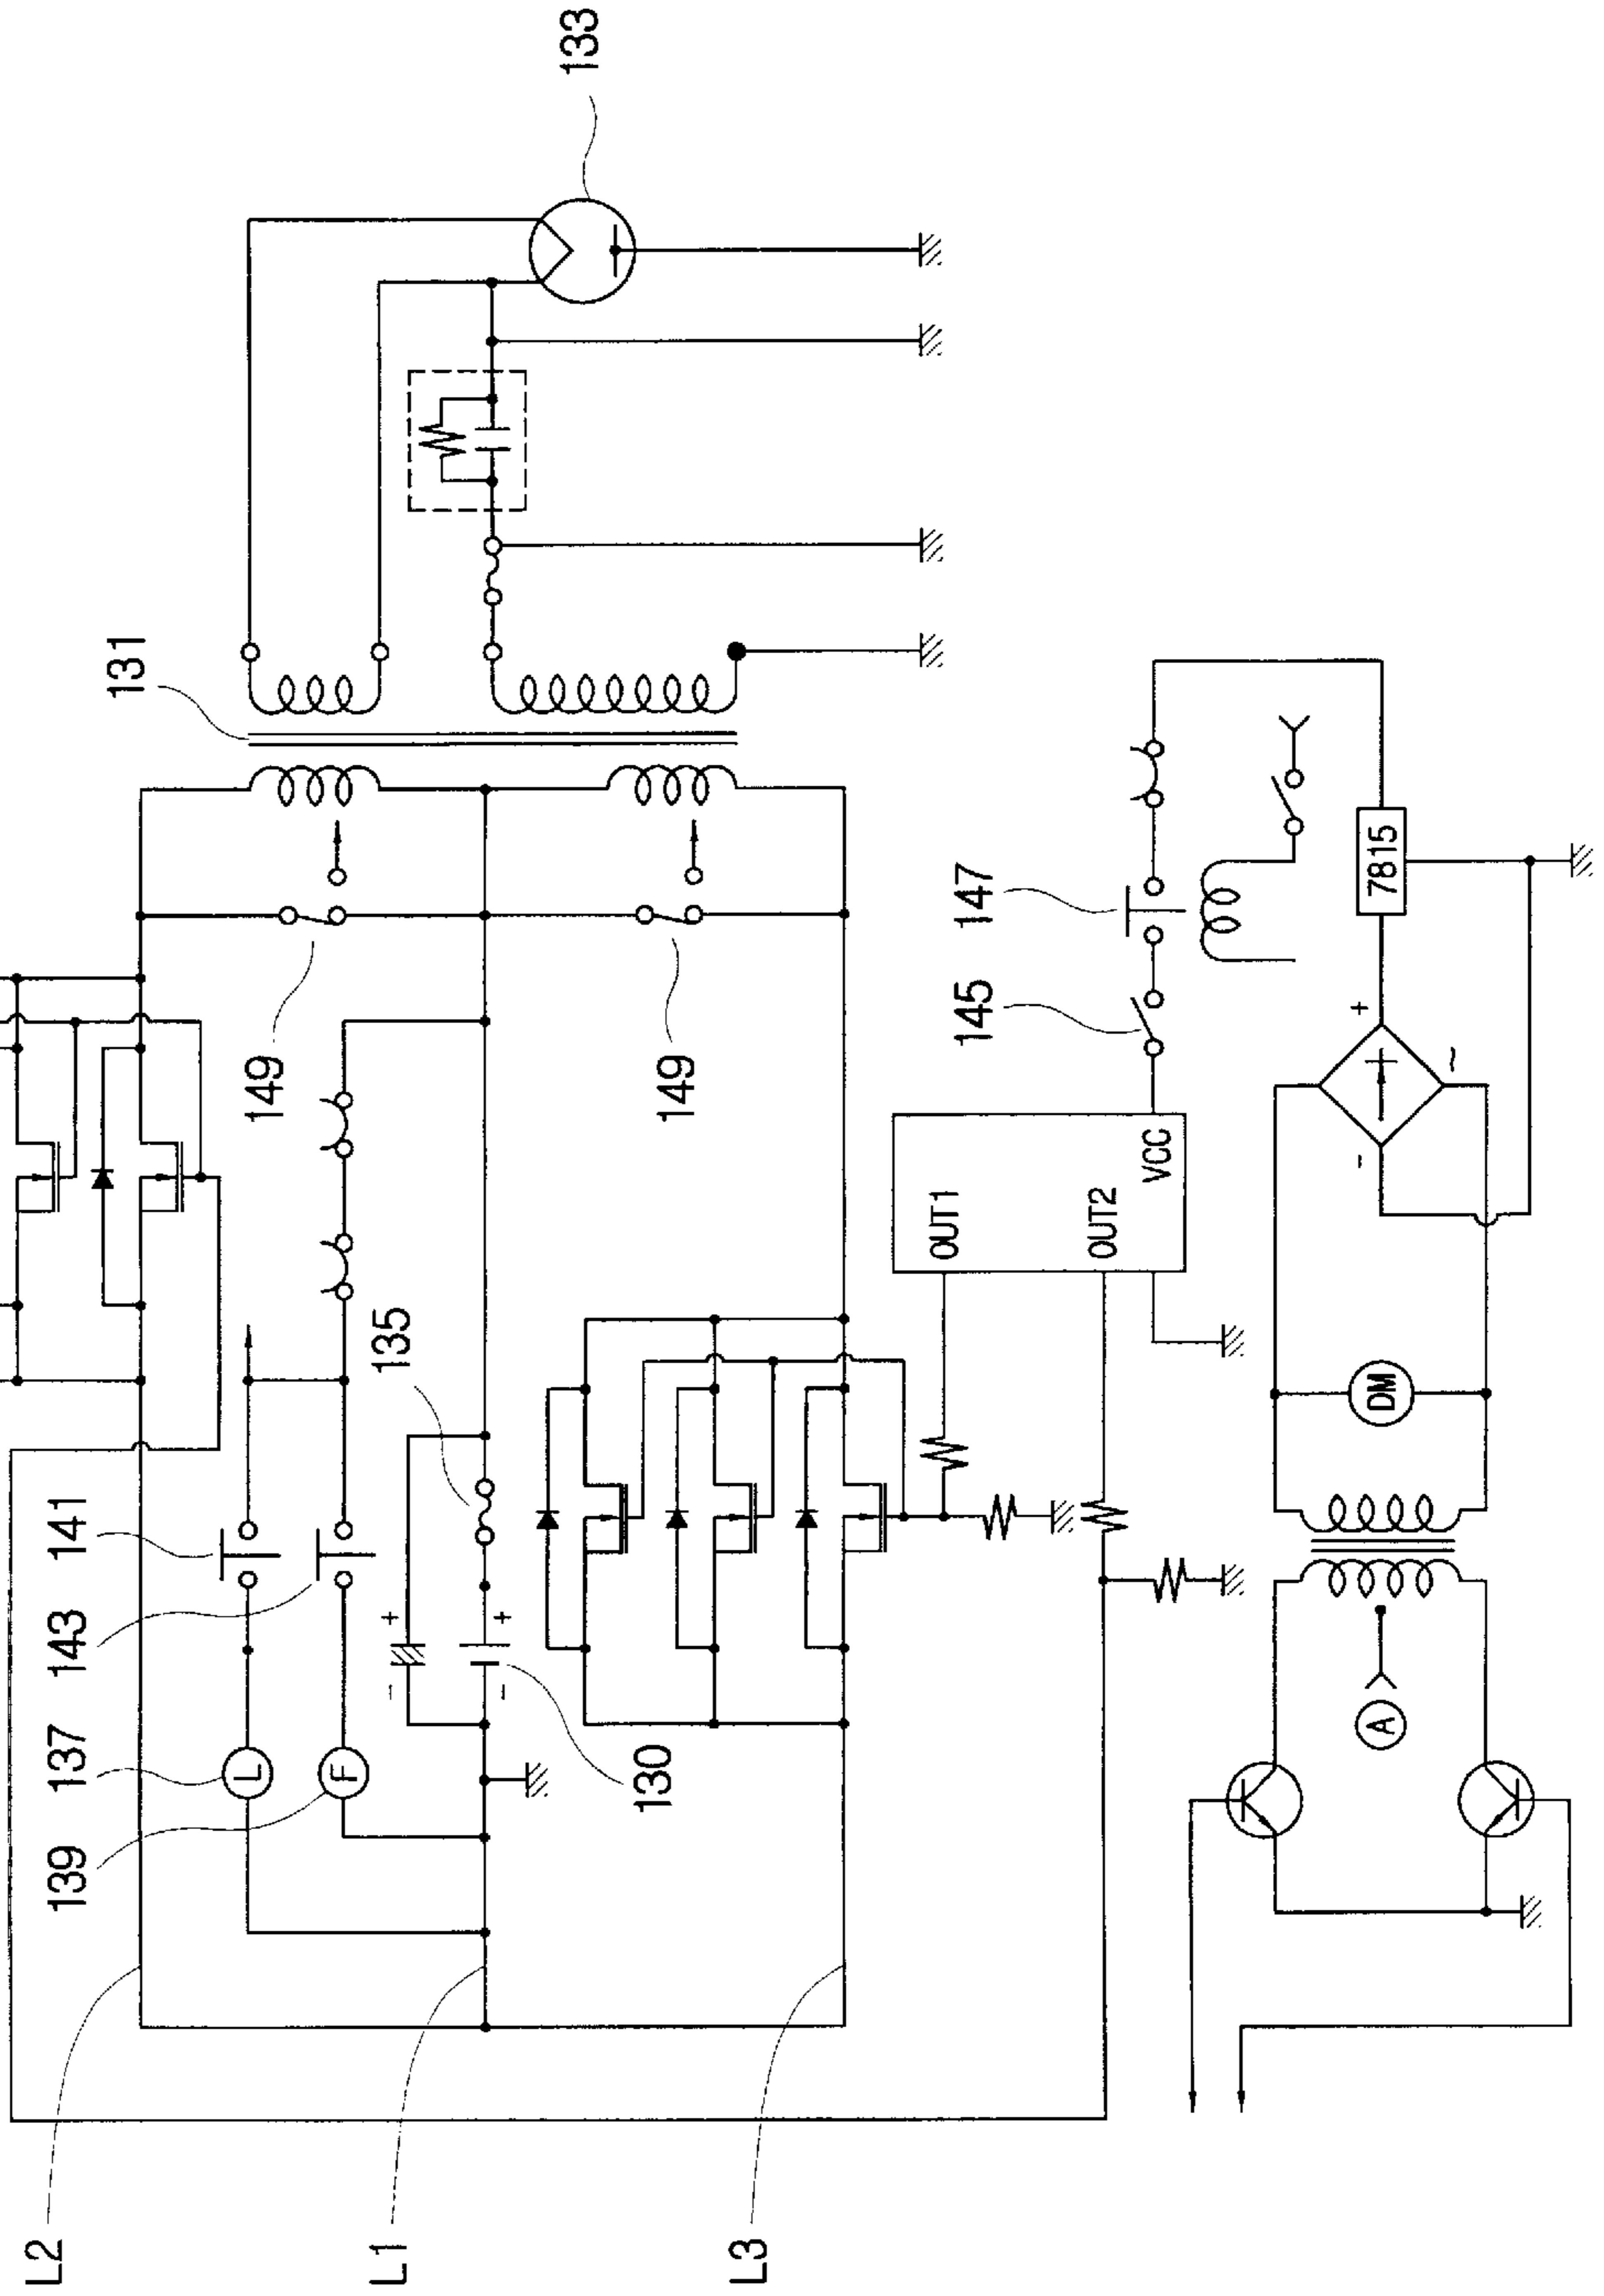 133
131
149
149
147
145
7815
+
~
-
VCC
OUT1
OUT2
135
141
143
137
139
L
F
+
-
+
-
130
DM
A
L2
L1
L3